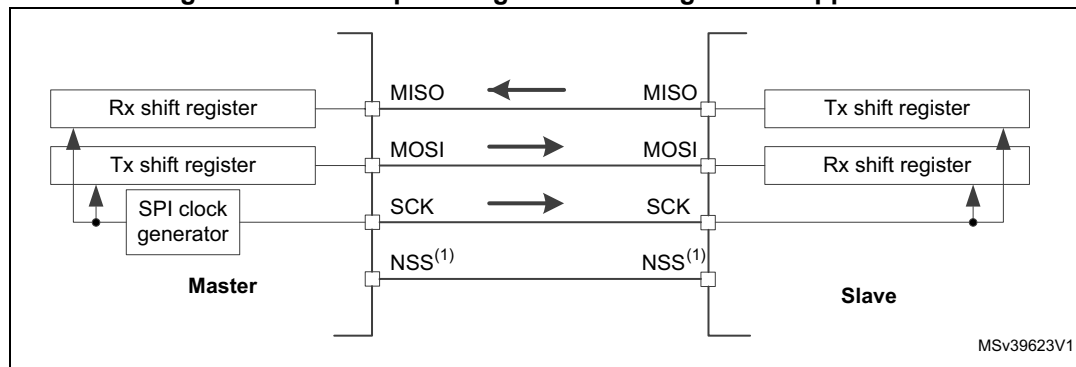 MISO
MISO
Rx shift register
Tx shift register
MOSI
MOSI
Tx shift register
Rx shift register
SCK
SCK
SPI clock
generator
NSS(1)
NSS(1)
Master
Slave
MSv39623V1